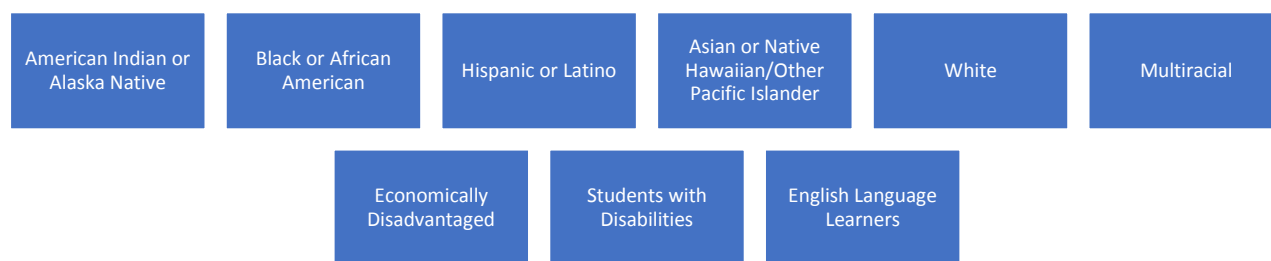 American Indian or
Alaska Native
Black or African
American
Hispanic or Latino
Asian or Native
Hawaiian/Other
Pacific Islander
White
Multiracial
Economically
Disadvantaged
Students with
Disabilities
English Language
Learners